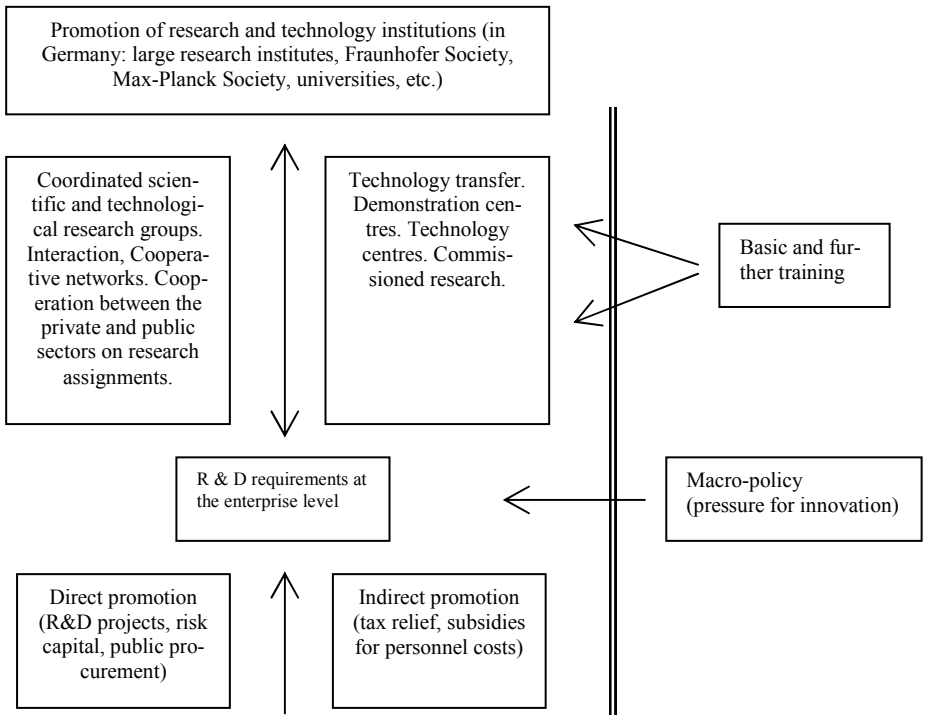 Promotion of research and technology institutions (in
Germany: large research institutes, Fraunhofer Society,
Max-Planck Society, universities, etc.)
Coordinated scien-
tific and technologi-
cal research groups.
Interaction, Coopera-
tive networks. Coop-
eration between the
private and public
sectors on research
assignments.
Technology transfer.
Demonstration cen-
tres. Technology
centres. Commis-
sioned research.
Basic and fur-
ther training
R & D requirements at
the enterprise level
Macro-policy
(pressure for innovation)
Direct promotion
(R&D projects, risk
capital, public pro-
curement)
Indirect promotion
(tax relief, subsidies
for personnel costs)